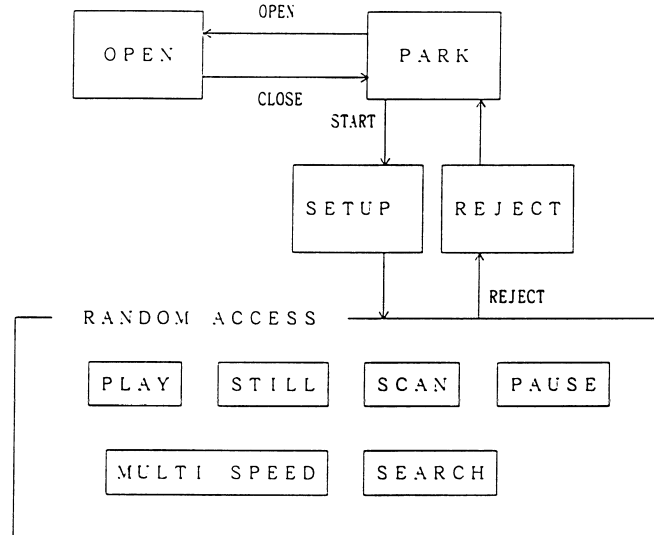 OPEN
OPEN
PARK
CLOSE
START
SETUP
REJECT
REJECT
RANDOM ACCESS
PLAY
STILL
SCAN
PAUSE
MULTI SPEED
SEARCH